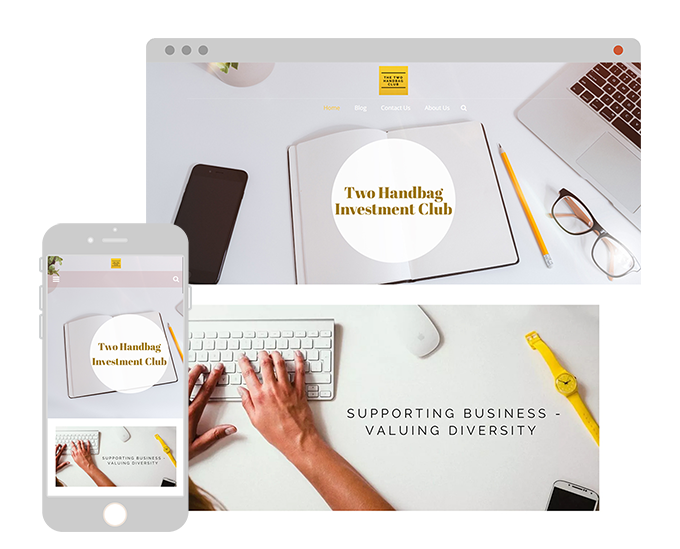 THE TWO
HANDBAG
CLUB
Home Blog Contact Us About Us
Two Handbag
Investment Club
SUPPORTING BUSINESS -
VALUING DIVERSITY
Two Handbag
Investment Club
SUPPORTING BUSINESS -
VALUING DIVERSITY